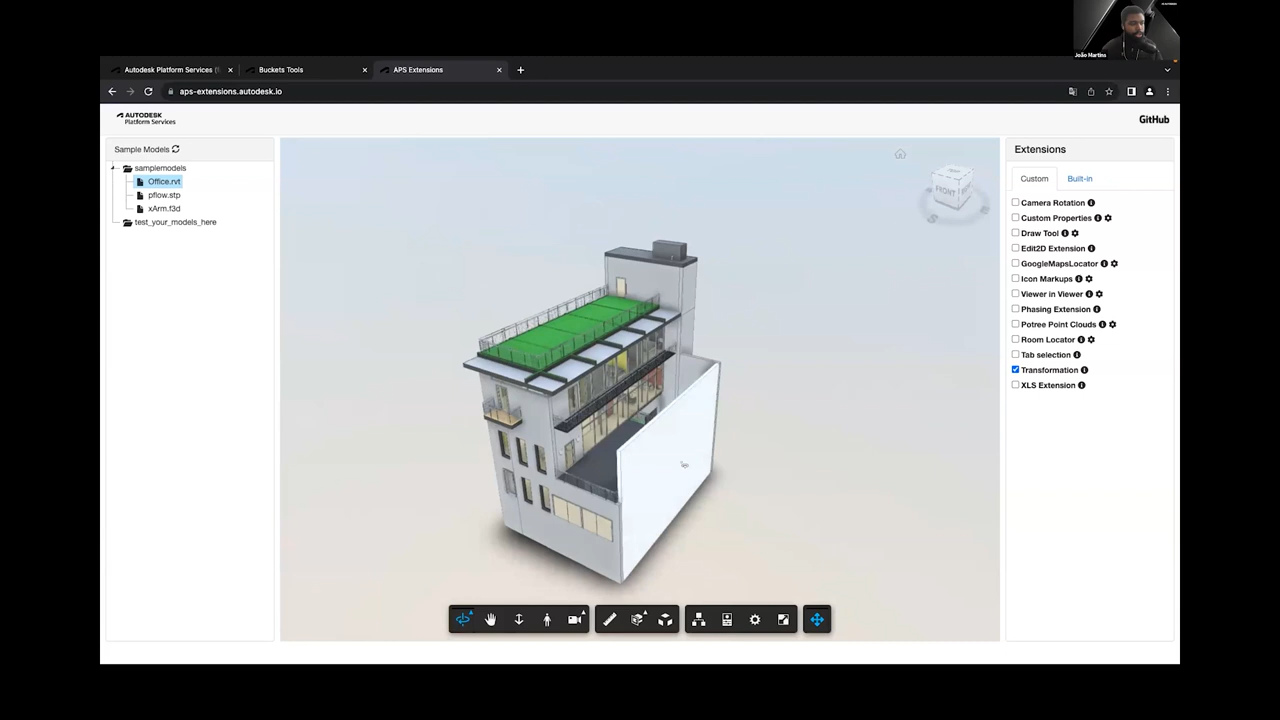 João Martins
Autodesk Platform Services (
Buckets Tools
APS Extensions
aps-extensions.autodesk.io
AUTODESK
Platform Services
GitHub
Sample Models
samplemodels
Office.rvt
pflow.stp
xArm.f3d
test_your_models_here
FRONT
Extensions
Custom
Built-in
Camera Rotation
Custom Properties
Draw Tool
Edit2D Extension
GoogleMapsLocator
Icon Markups
Viewer in Viewer
Phasing Extension
Potree Point Clouds
Room Locator
Tab selection
Transformation
XLS Extension